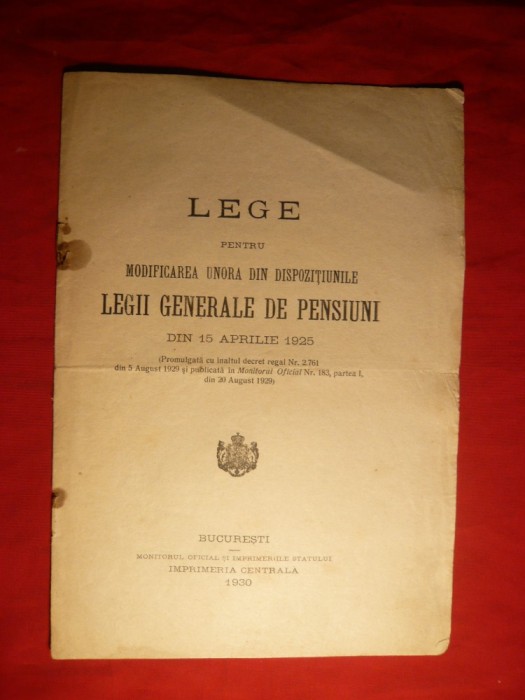 LEGE
PENTRU
MODIFICAREA UNORA DIN DISPOZIȚIUNILE
LEGII GENERALE DE PENSIUNI
DIN 15 APRILIE 1925
(Promulgată cu înaltul decret regal Nr. 2.761
din 5 August 1929 și publicată în Monitorul Oficial Nr. 183, partea I,
din 20 August 1929)
BUCUREȘTI
MONITORUL OFICIAL ȘI IMPRIMERIILE STATULUI
IMPRIMERIA CENTRALA
1930